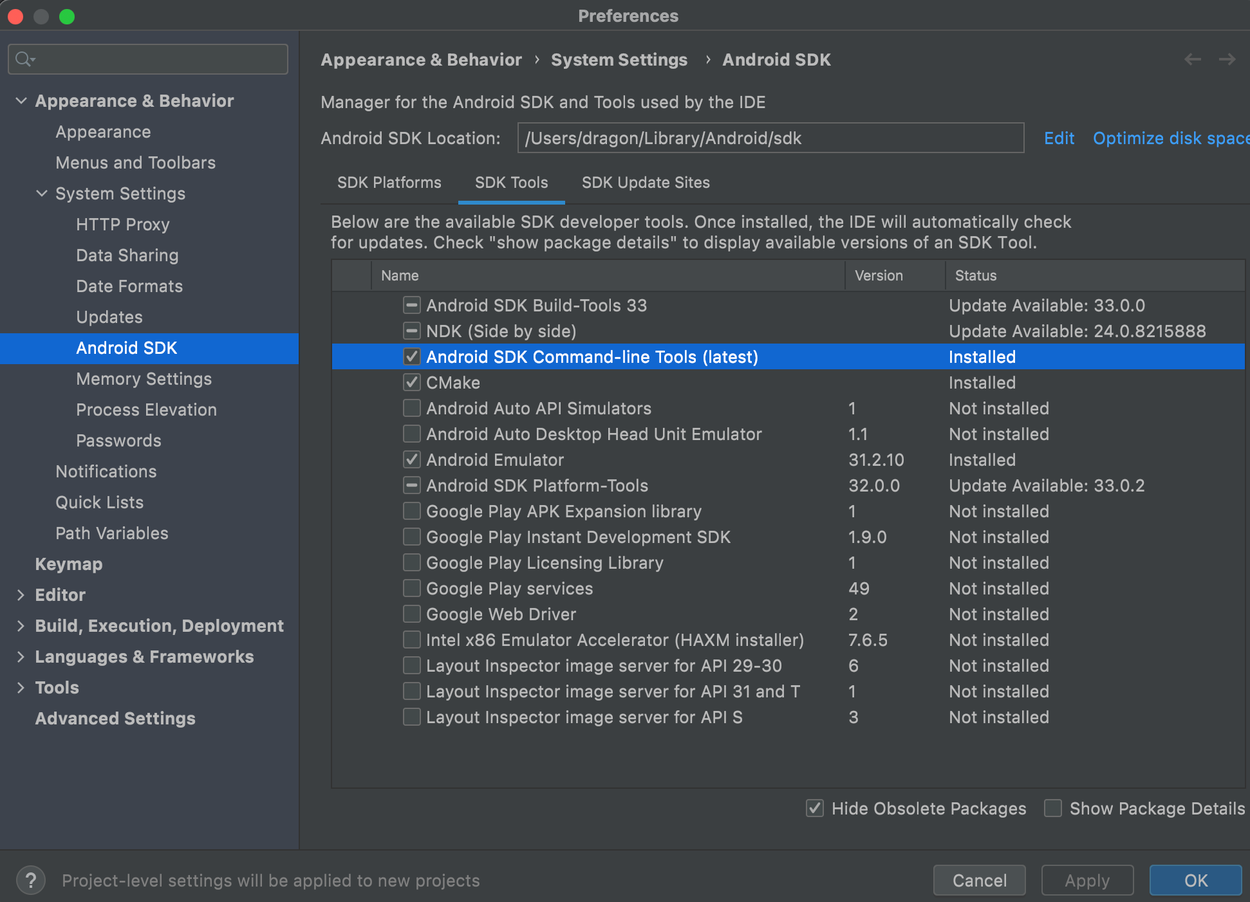 Preferences
Appearance & Behavior
Appearance
Menus and Toolbars
System Settings
HTTP Proxy
Data Sharing
Date Formats
Updates
Android SDK
Memory Settings
Process Elevation
Passwords
Notifications
Quick Lists
Path Variables
Keymap
Editor
Build, Execution, Deployment
Languages & Frameworks
Tools
Advanced Settings
Appearance & Behavior › System Settings › Android SDK
Manager for the Android SDK and Tools used by the IDE
Android SDK Location: /Users/dragon/Library/Android/sdk Edit Optimize disk space
SDK Platforms SDK Tools SDK Update Sites
Below are the available SDK developer tools. Once installed, the IDE will automatically check
for updates. Check "show package details" to display available versions of an SDK Tool.
Name Version Status
Android SDK Build-Tools 33 Update Available: 33.0.0
NDK (Side by side) Update Available: 24.0.8215888
Android SDK Command-line Tools (latest) Installed
CMake Installed
Android Auto API Simulators 1 Not installed
Android Auto Desktop Head Unit Emulator 1.1 Not installed
Android Emulator 31.2.10 Installed
Android SDK Platform-Tools 32.0.0 Update Available: 33.0.2
Google Play APK Expansion library 1 Not installed
Google Play Instant Development SDK 1.9.0 Not installed
Google Play Licensing Library 1 Not installed
Google Play services 49 Not installed
Google Web Driver 2 Not installed
Intel x86 Emulator Accelerator (HAXM installer) 7.6.5 Not installed
Layout Inspector image server for API 29-30 6 Not installed
Layout Inspector image server for API 31 and T 1 Not installed
Layout Inspector image server for API S 3 Not installed
Hide Obsolete Packages Show Package Details
? Project-level settings will be applied to new projects
Cancel Apply OK